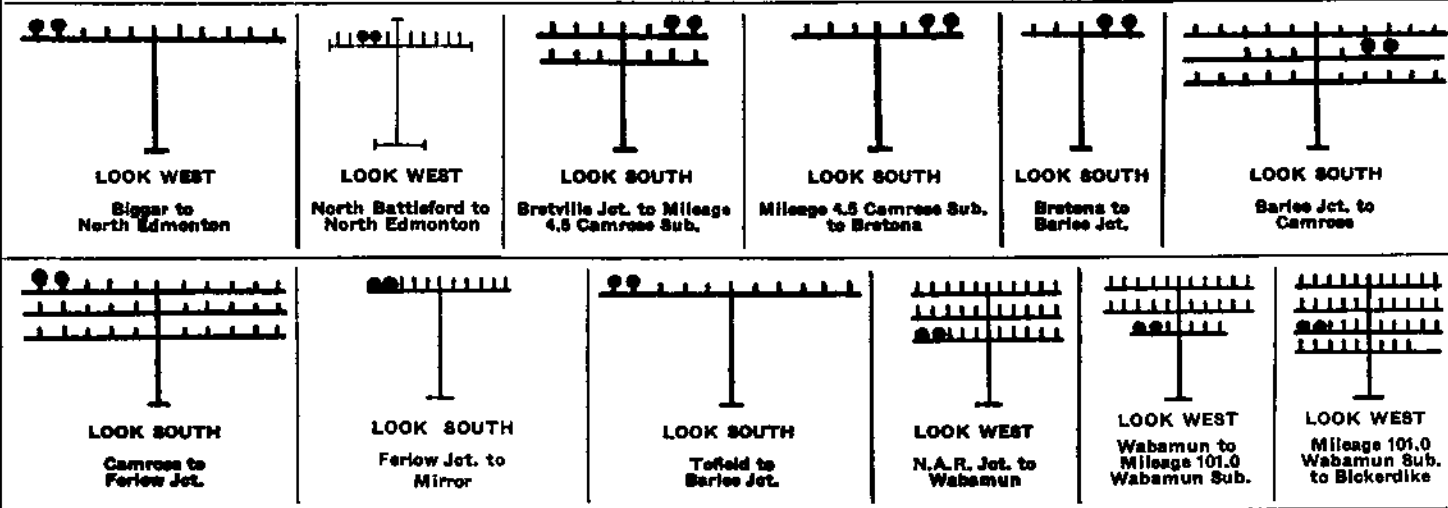 LOOK WEST
Biggar to
North Edmonton
LOOK WEST
North Battleford to
North Edmonton
LOOK SOUTH
Bretville Jct. to Mileage
4.5 Camrose Sub.
LOOK SOUTH
Mileage 4.5 Camrose Sub.
to Bretona
LOOK SOUTH
Bretona to
Barlee Jct.
LOOK SOUTH
Barlee Jct. to
Camrose
LOOK SOUTH
Camrose to
Ferlow Jct.
LOOK SOUTH
Ferlow Jct. to
Mirror
LOOK SOUTH
Tofield to
Barlee Jct.
LOOK WEST
N.A.R. Jct. to
Wabamun
LOOK WEST
Wabamun to
Mileage 101.0
Wabamun Sub.
LOOK WEST
Mileage 101.0
Wabamun Sub.
to Bickerdike